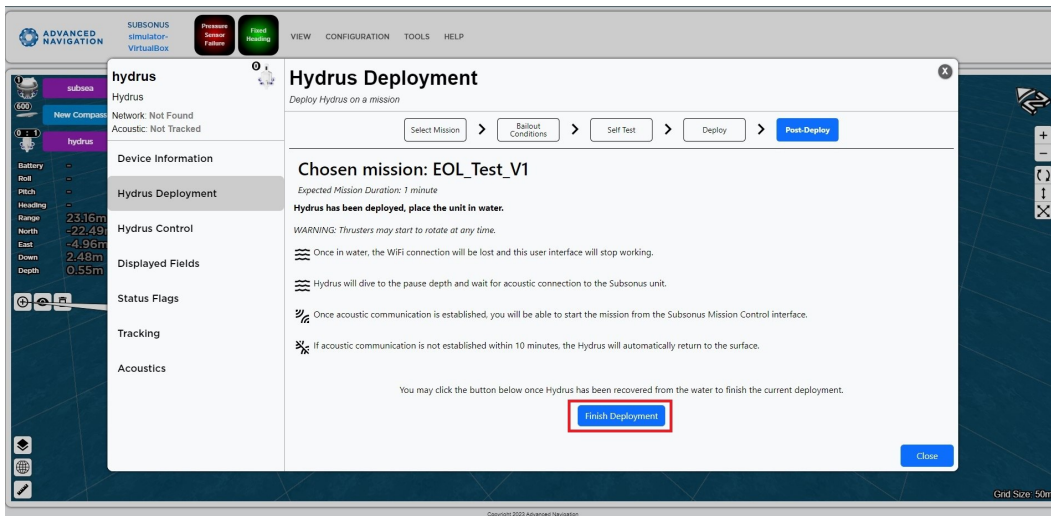 ADVANCED
NAVIGATION
SUBSONUS
simulator-
VirtualBox
Pressure
Sensor
Failure
Fixed
Heading
VIEW CONFIGURATION TOOLS HELP
0
subsea
(600)
New Compass
(0 : 1)
hydrus
Battery -
Roll -
Pitch -
Heading -
Range 23.16m
North -22.49m
East -4.96m
Down 2.48m
Depth 0.55m
hydrus
0
Hydrus
Network: Not Found
Acoustic: Not Tracked
Device Information
Hydrus Deployment
Hydrus Control
Displayed Fields
Status Flags
Tracking
Acoustics
Hydrus Deployment
X
Deploy Hydrus on a mission
Select Mission
Bailout
Conditions
Self Test
Deploy
Post-Deploy
Chosen mission: EOL_Test_V1
Expected Mission Duration: 1 minute
Hydrus has been deployed, place the unit in water.
WARNING: Thrusters may start to rotate at any time.
Once in water, the WiFi connection will be lost and this user interface will stop working.
Hydrus will dive to the pause depth and wait for acoustic connection to the Subsonus unit.
Once acoustic communication is established, you will be able to start the mission from the Subsonus Mission Control interface.
If acoustic communication is not established within 10 minutes, the Hydrus will automatically return to the surface.
You may click the button below once Hydrus has been recovered from the water to finish the current deployment.
Finish Deployment
Close
Grid Size: 50m
Copyright 2023 Advanced Navigation